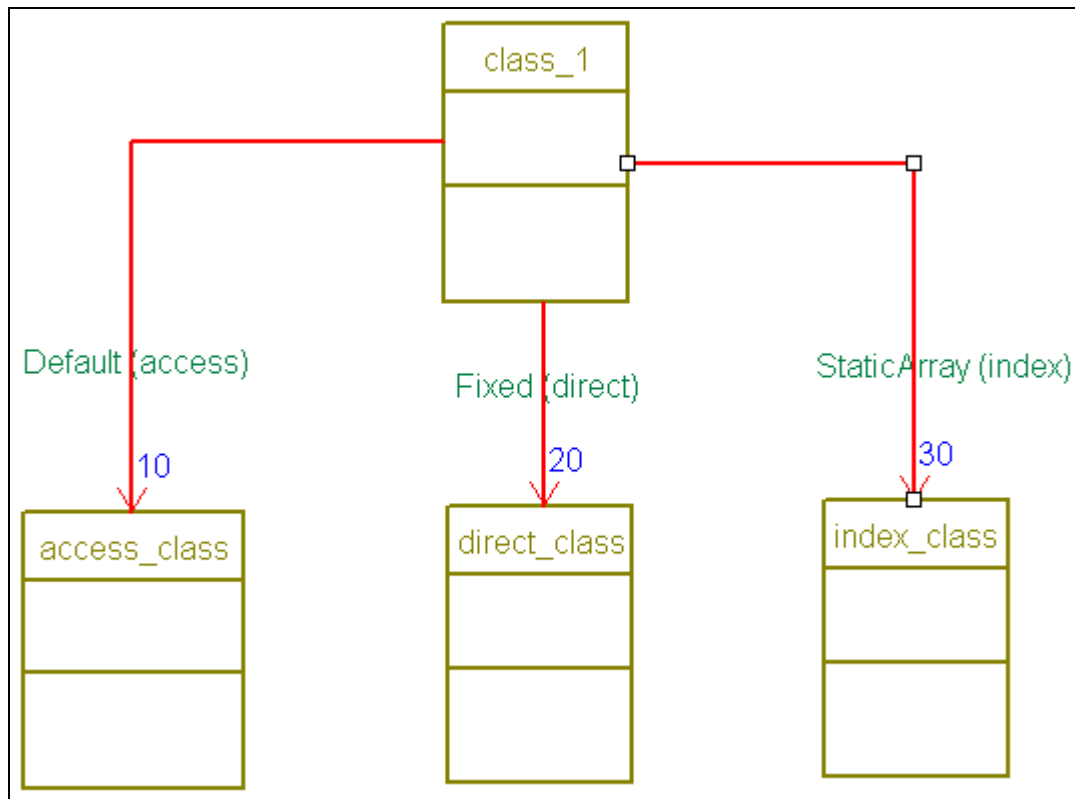 class_1
Default (access)
Fixed (direct)
StaticArray (index)
10
20
30
access_class
direct_class
index_class